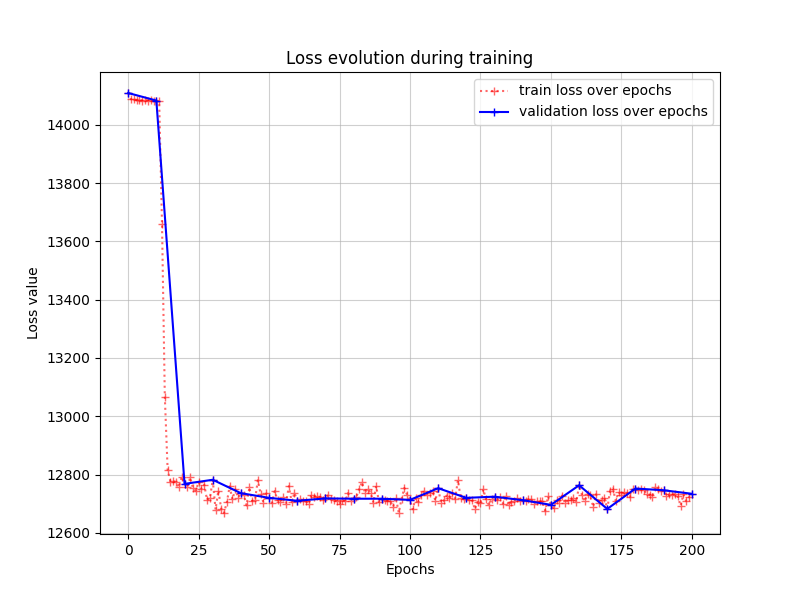 Loss evolution during training
train loss over epochs
validation loss over epochs
Loss value
14000
13800
13600
13400
13200
13000
12800
12600
0 25 50 75 100 125 150 175 200
Epochs